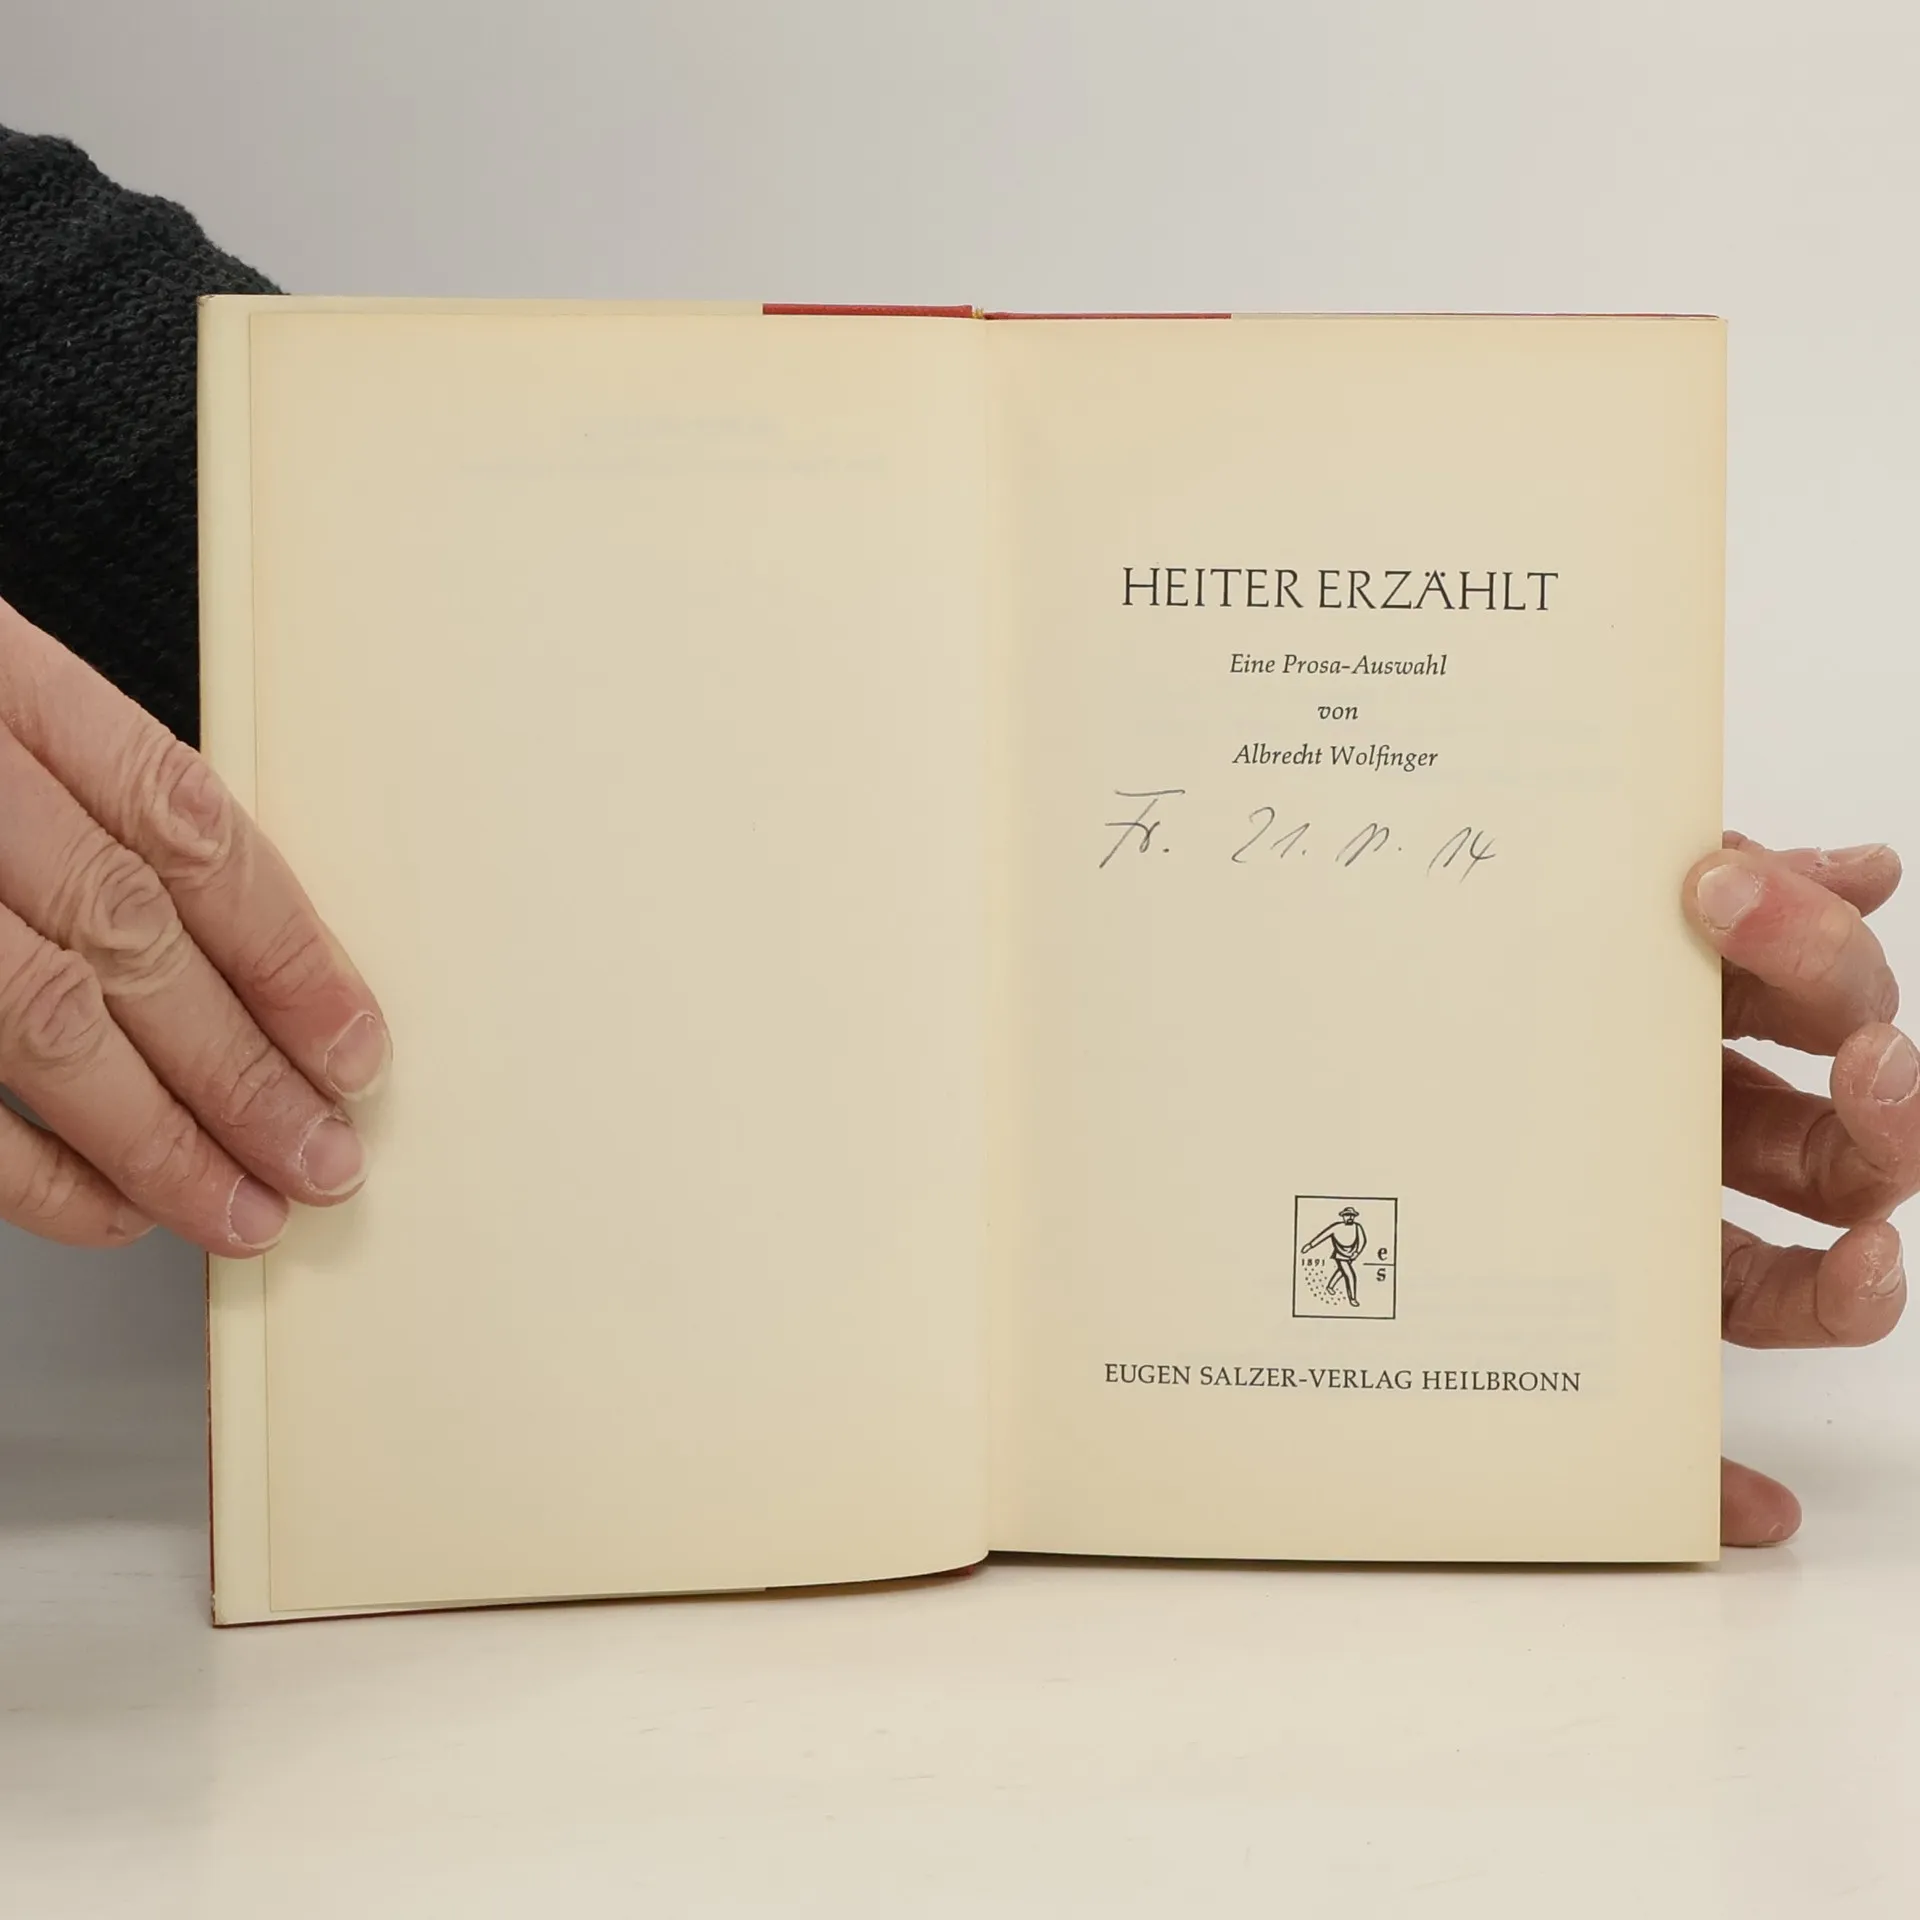 HEITER ERZÄHLT
Eine Prosa-Auswahl
von
Albrecht Wolfinger
Fr. 21. 11. 14
1891
e
s
EUGEN SALZER-VERLAG HEILBRONN